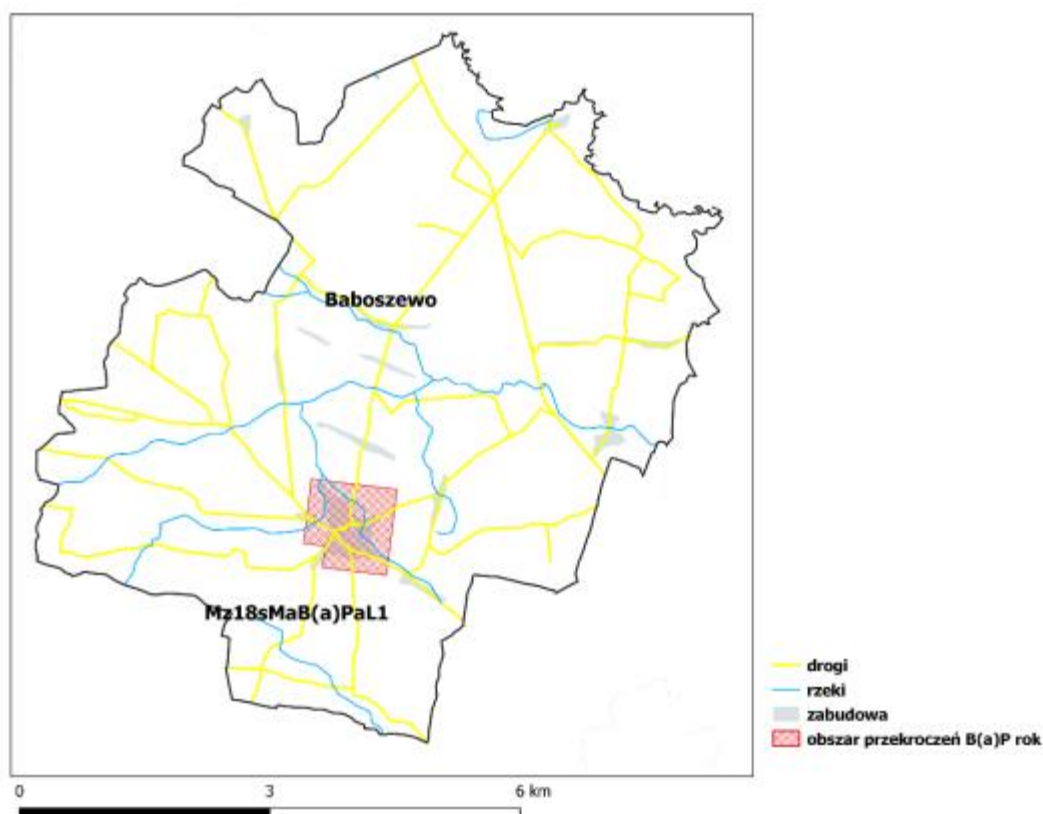 Baboszewo
Mz18sMaB(a)PaL1
drogi
rzeki
zabudowa
obszar przekroczeń B(a)P rok
0 3 6 km